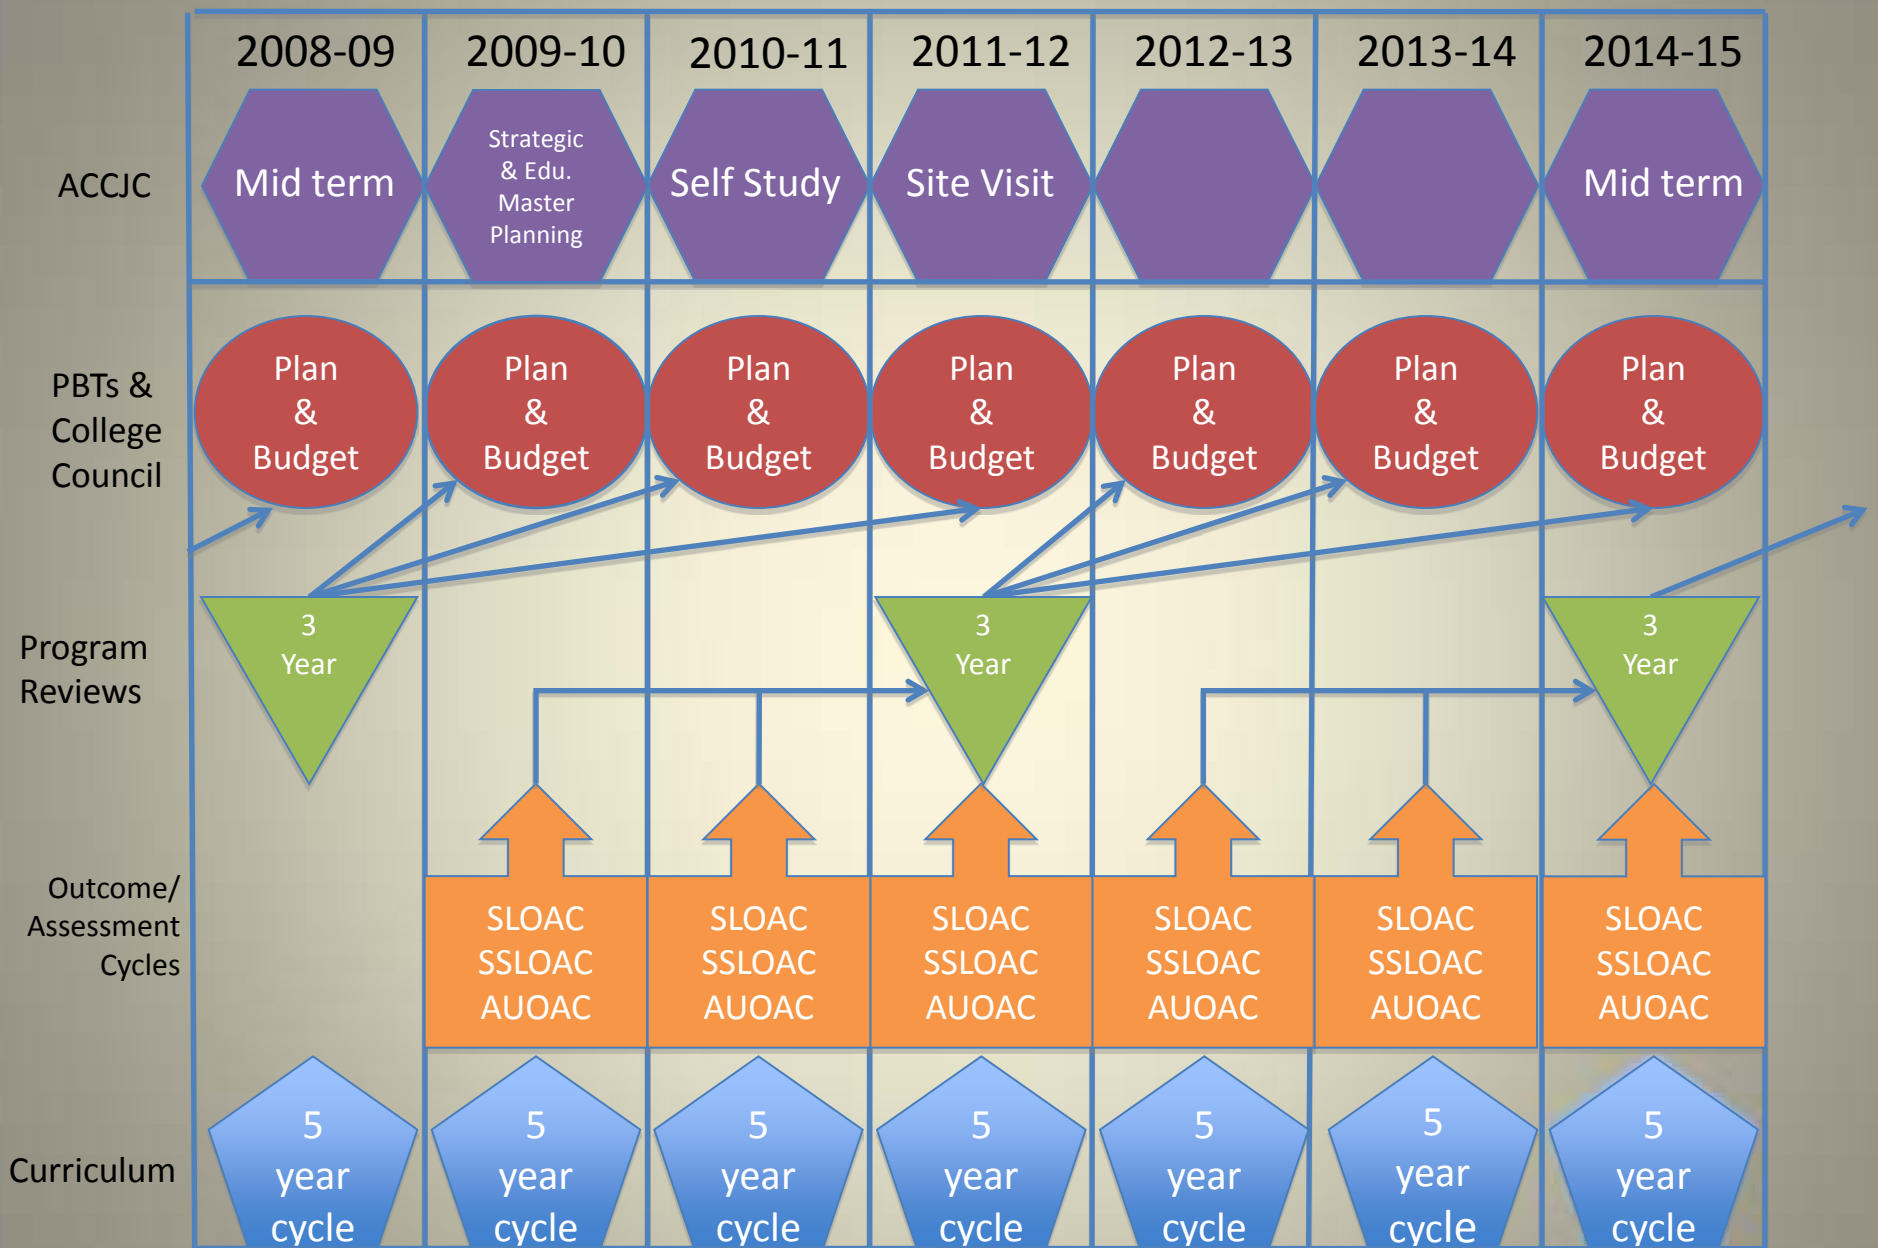 2008-09 2009-10 2010-11 2011-12 2012-13 2013-14 2014-15
ACCJC
Mid term
Strategic
& Edu.
Master
Planning
Self Study
Site Visit
Mid term
PBTs &
College
Council
Plan
&
Budget
Plan
&
Budget
Plan
&
Budget
Plan
&
Budget
Plan
&
Budget
Plan
&
Budget
Plan
&
Budget
Program
Reviews
3
Year
3
Year
3
Year
Outcome/
Assessment
Cycles
SLOAC
SSLOAC
AUOAC
SLOAC
SSLOAC
AUOAC
SLOAC
SSLOAC
AUOAC
SLOAC
SSLOAC
AUOAC
SLOAC
SSLOAC
AUOAC
SLOAC
SSLOAC
AUOAC
Curriculum
5
year
cycle
5
year
cycle
5
year
cycle
5
year
cycle
5
year
cycle
5
year
cycle
5
year
cycle